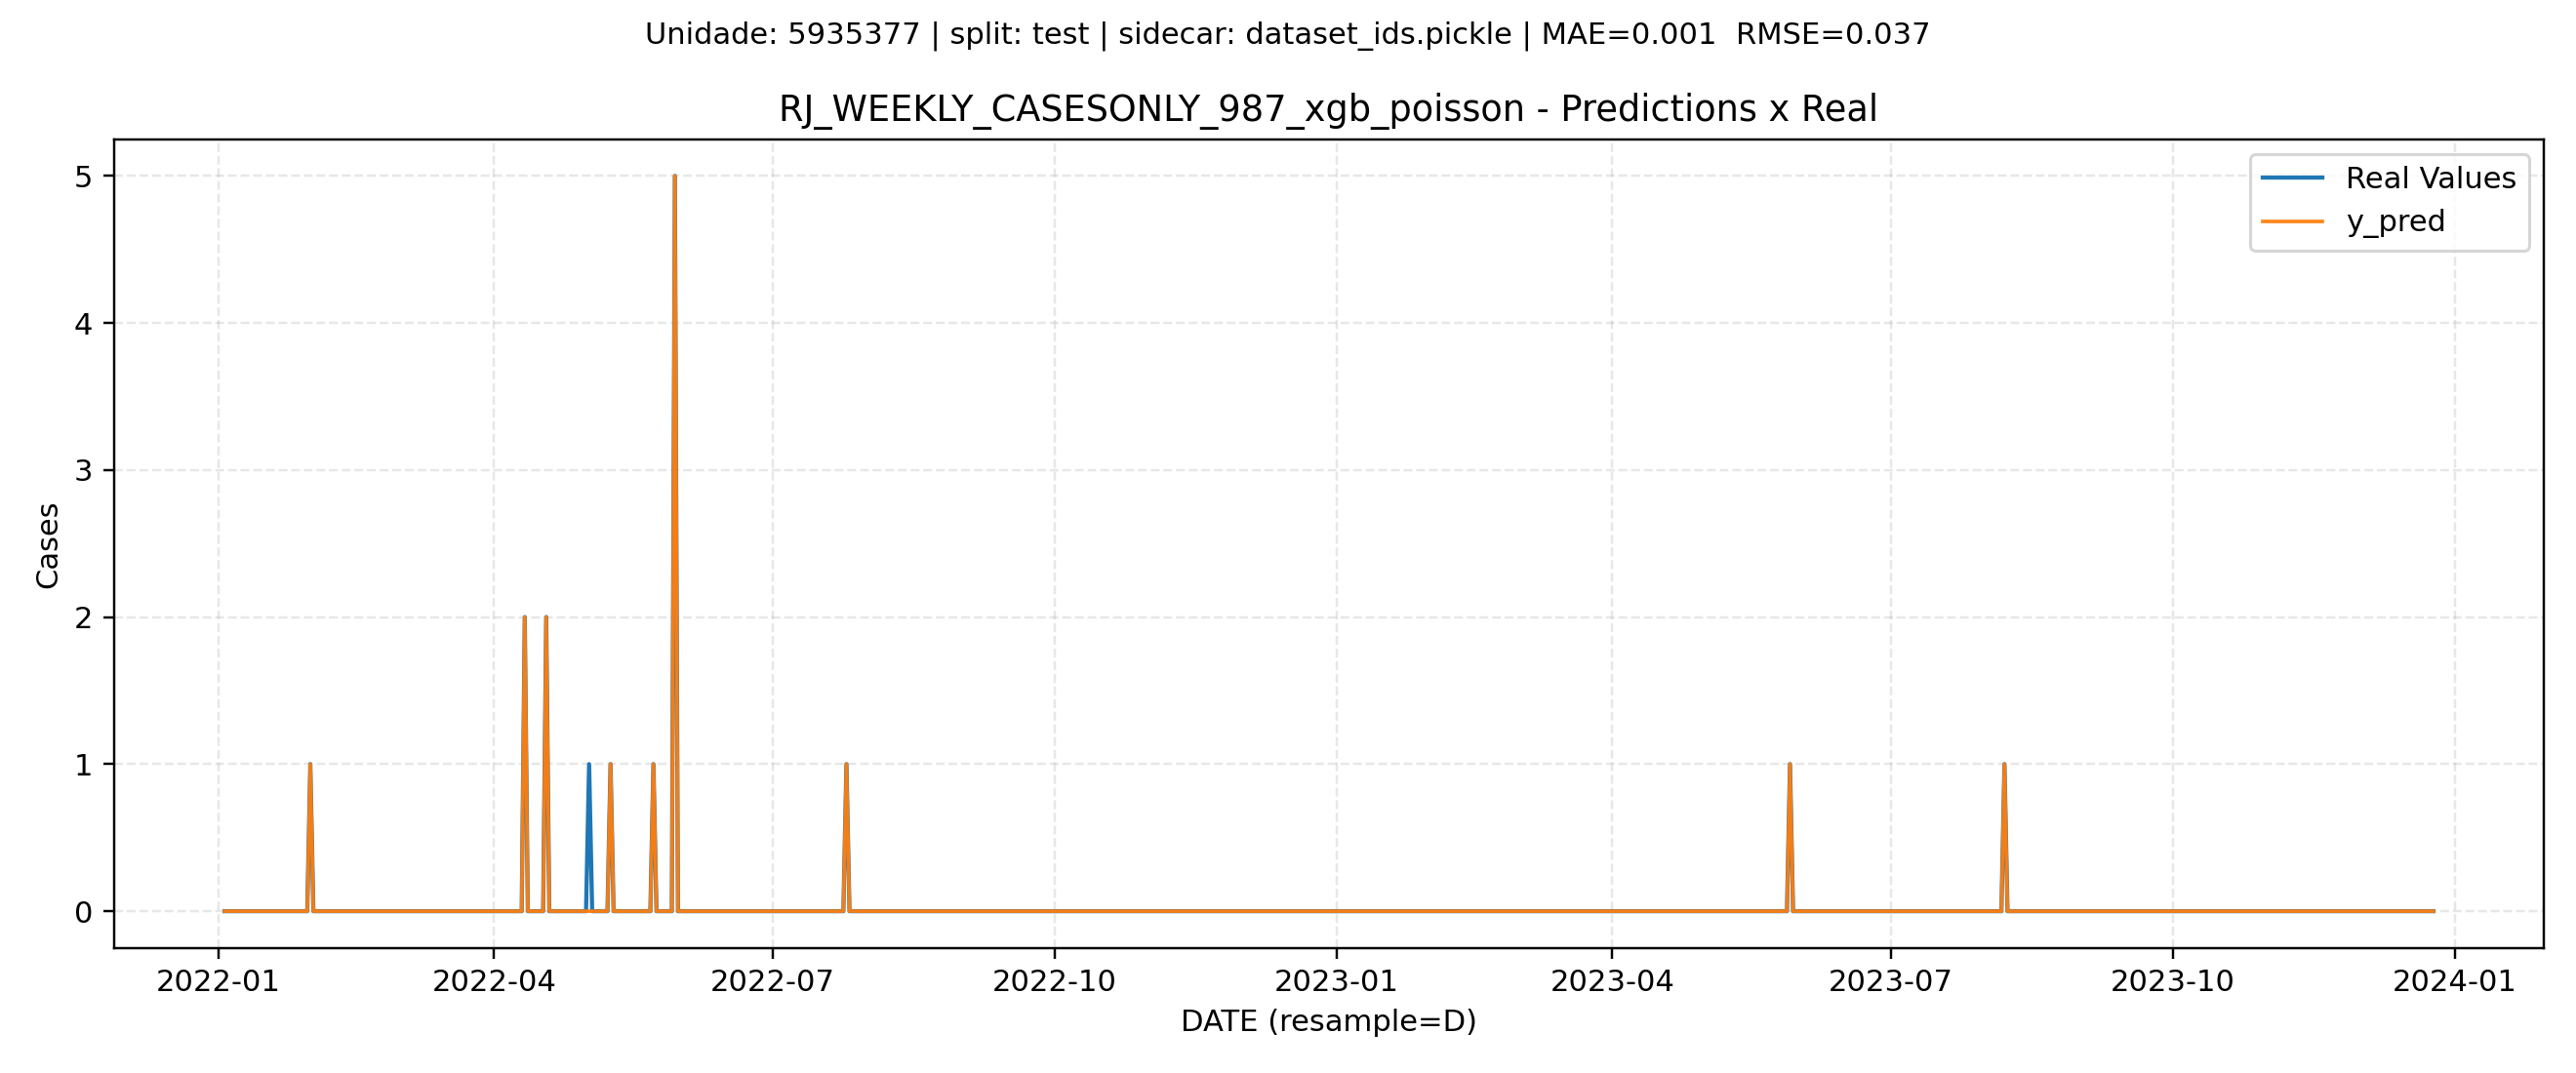 Unidade: 5935377 | split: test | sidecar: dataset_ids.pickle | MAE=0.001  RMSE=0.037
RJ_WEEKLY_CASESONLY_987_xgb_poisson - Predictions x Real
Real Values
y_pred
5
4
3
2
1
0
Cases
2022-01
2022-04
2022-07
2022-10
2023-01
2023-04
2023-07
2023-10
2024-01
DATE (resample=D)